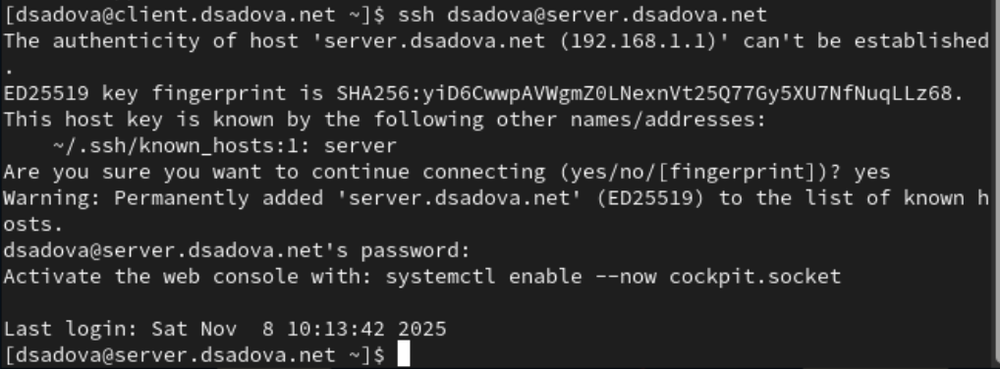 [dsadova@client.dsadova.net ~]$ ssh dsadova@server.dsadova.net
The authenticity of host 'server.dsadova.net (192.168.1.1)' can't be established
.
ED25519 key fingerprint is SHA256:yiD6CwwpAVWgmZ0LNexnVt25Q77Gy5XU7NfNuqLLz68.
This host key is known by the following other names/addresses:
    ~/.ssh/known_hosts:1: server
Are you sure you want to continue connecting (yes/no/[fingerprint])? yes
Warning: Permanently added 'server.dsadova.net' (ED25519) to the list of known h
osts.
dsadova@server.dsadova.net's password:
Activate the web console with: systemctl enable --now cockpit.socket

Last login: Sat Nov  8 10:13:42 2025
[dsadova@server.dsadova.net ~]$